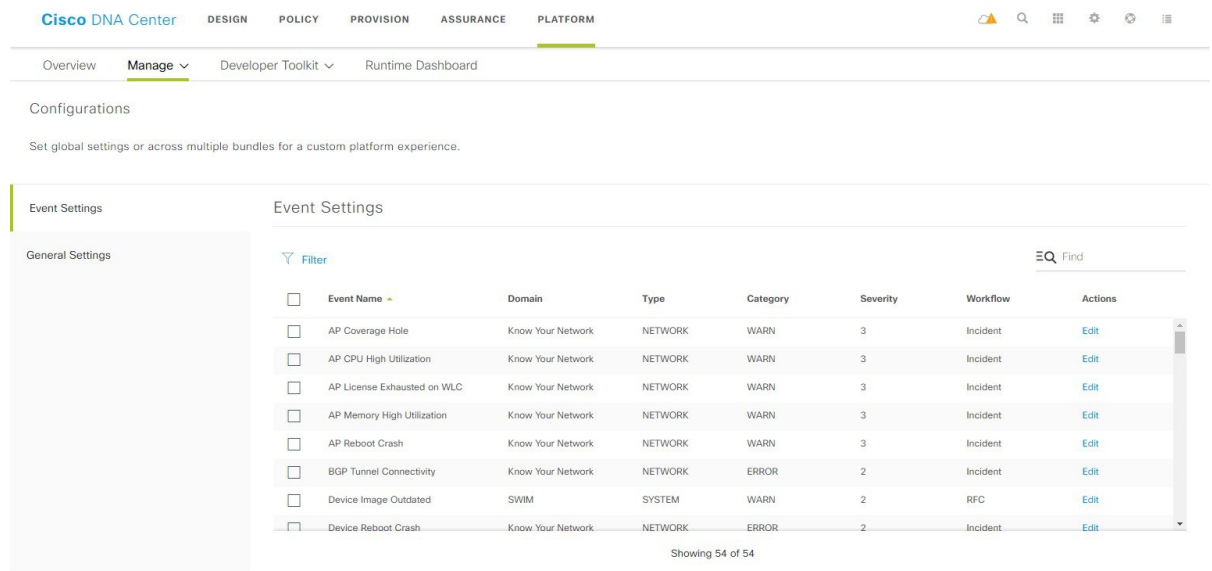 Cisco DNA Center DESIGN POLICY PROVISION ASSURANCE PLATFORM
Overview Manage Developer Toolkit Runtime Dashboard
Configurations
Set global settings or across multiple bundles for a custom platform experience.
Event Settings
General Settings
Event Settings
Filter Find
Event Name Domain Type Category Severity Workflow Actions
AP Coverage Hole Know Your Network NETWORK WARN 3 Incident Edit
AP CPU High Utilization Know Your Network NETWORK WARN 3 Incident Edit
AP License Exhausted on WLC Know Your Network NETWORK WARN 3 Incident Edit
AP Memory High Utilization Know Your Network NETWORK WARN 3 Incident Edit
AP Reboot Crash Know Your Network NETWORK WARN 3 Incident Edit
BGP Tunnel Connectivity Know Your Network NETWORK ERROR 2 Incident Edit
Device Image Outdated SWIM SYSTEM WARN 2 RFC Edit
Device Reboot Crash Know Your Network NETWORK ERROR 2 Incident Edit
Showing 54 of 54